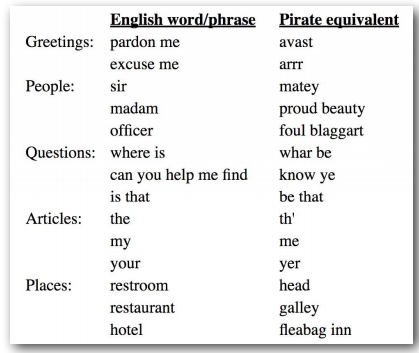 English word/phrase Pirate equivalent
Greetings: pardon me avast
excuse me arrr
People: sir matey
madam proud beauty
officer foul blaggart
Questions: where is whar be
can you help me find know ye
is that be that
Articles: the th'
my me
your yer
Places: restroom head
restaurant galley
hotel fleabag inn